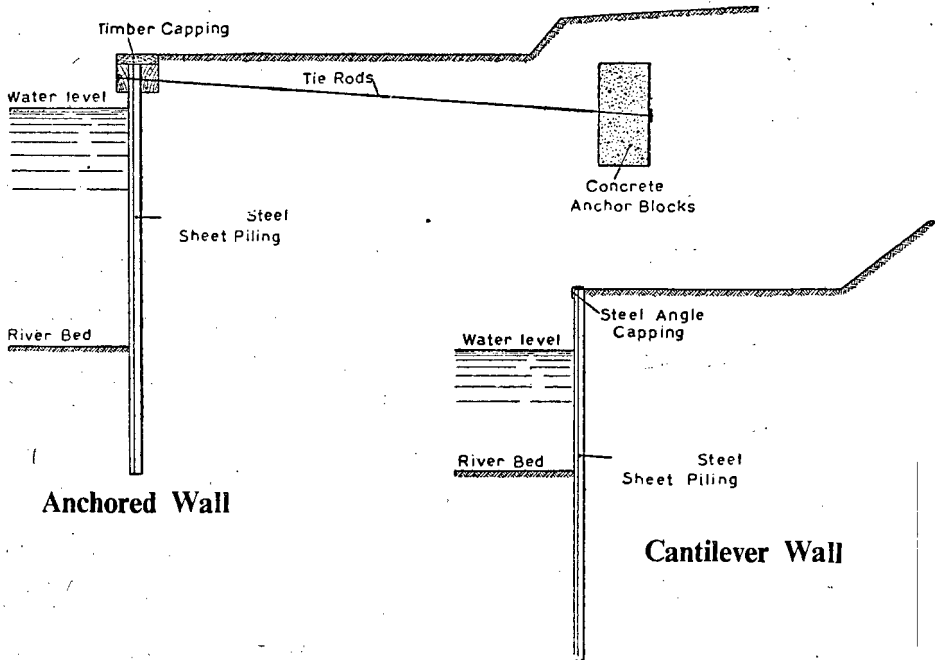 Timber Capping
Tie Rods
Water level
Concrete
Anchor Blocks
Steel
Sheet Piling
River Bed
Anchored Wall
Steel Angle
Capping
Water level
River Bed
Steel
Sheet Piling
Cantilever Wall